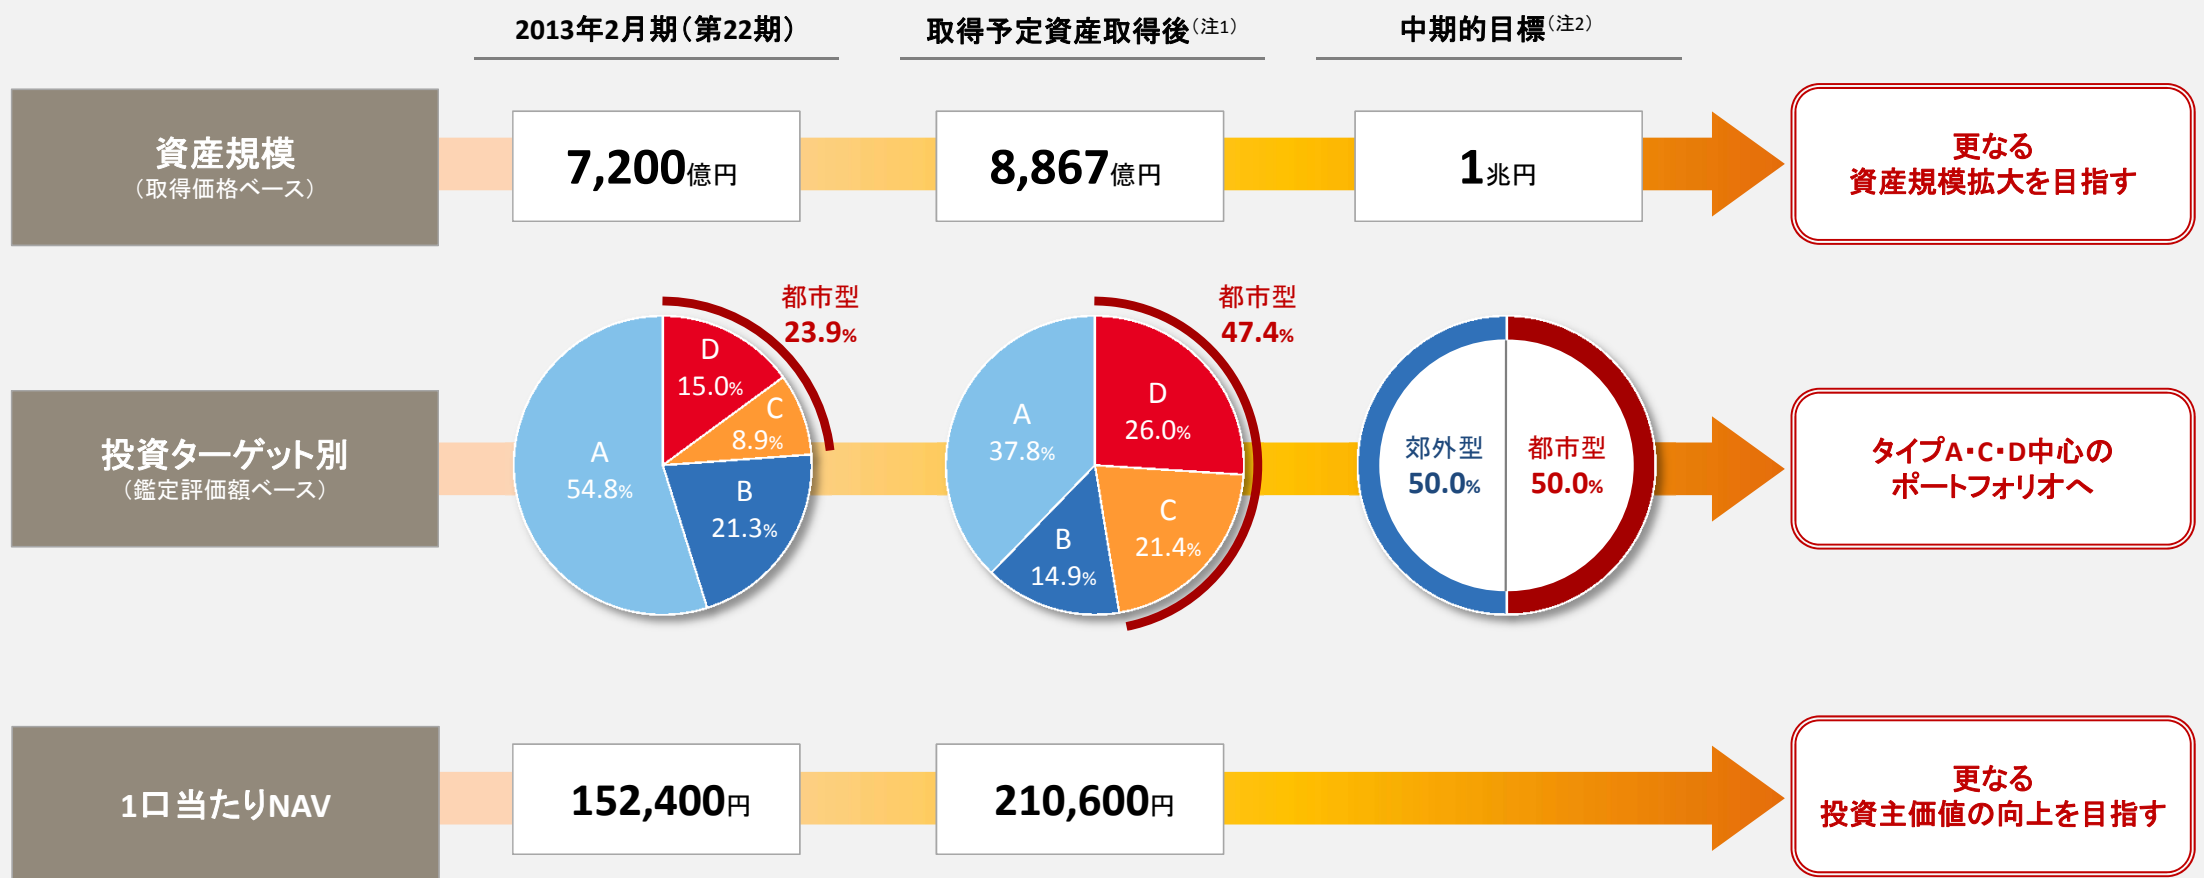 2013年2月期（第22期）
取得予定資産取得後（注1）
中期的目標（注2）
資産規模
（取得価格ベース）
7,200億円
8,867億円
1兆円
更なる
資産規模拡大を目指す
投資ターゲット別
（鑑定評価額ベース）
都市型
23.9%
D
15.0%
C
8.9%
B
21.3%
A
54.8%
都市型
47.4%
D
26.0%
C
21.4%
B
14.9%
A
37.8%
郊外型
50.0%
都市型
50.0%
タイプA・C・D中心の
ポートフォリオへ
1口当たりNAV
152,400円
210,600円
更なる
投資主価値の向上を目指す